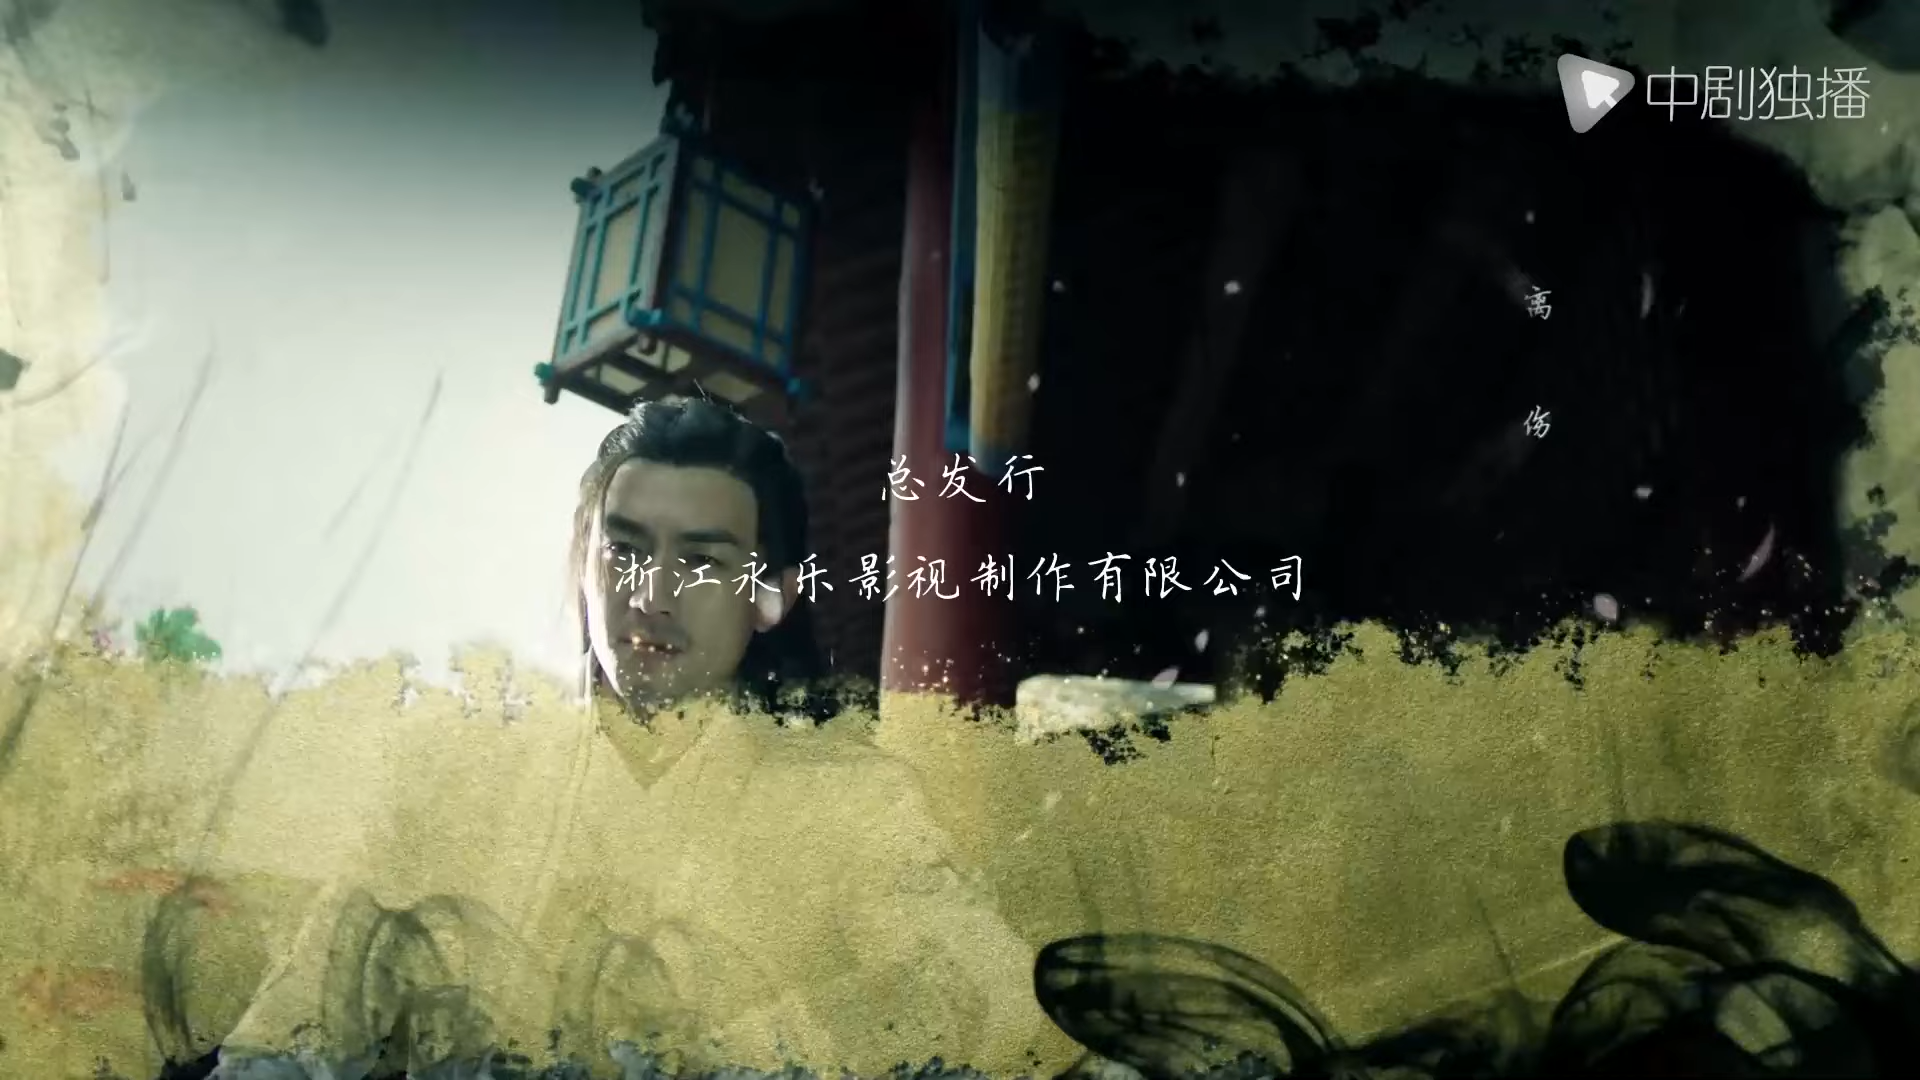 中剧独播
离
伤
总发行
浙江永乐影视制作有限公司